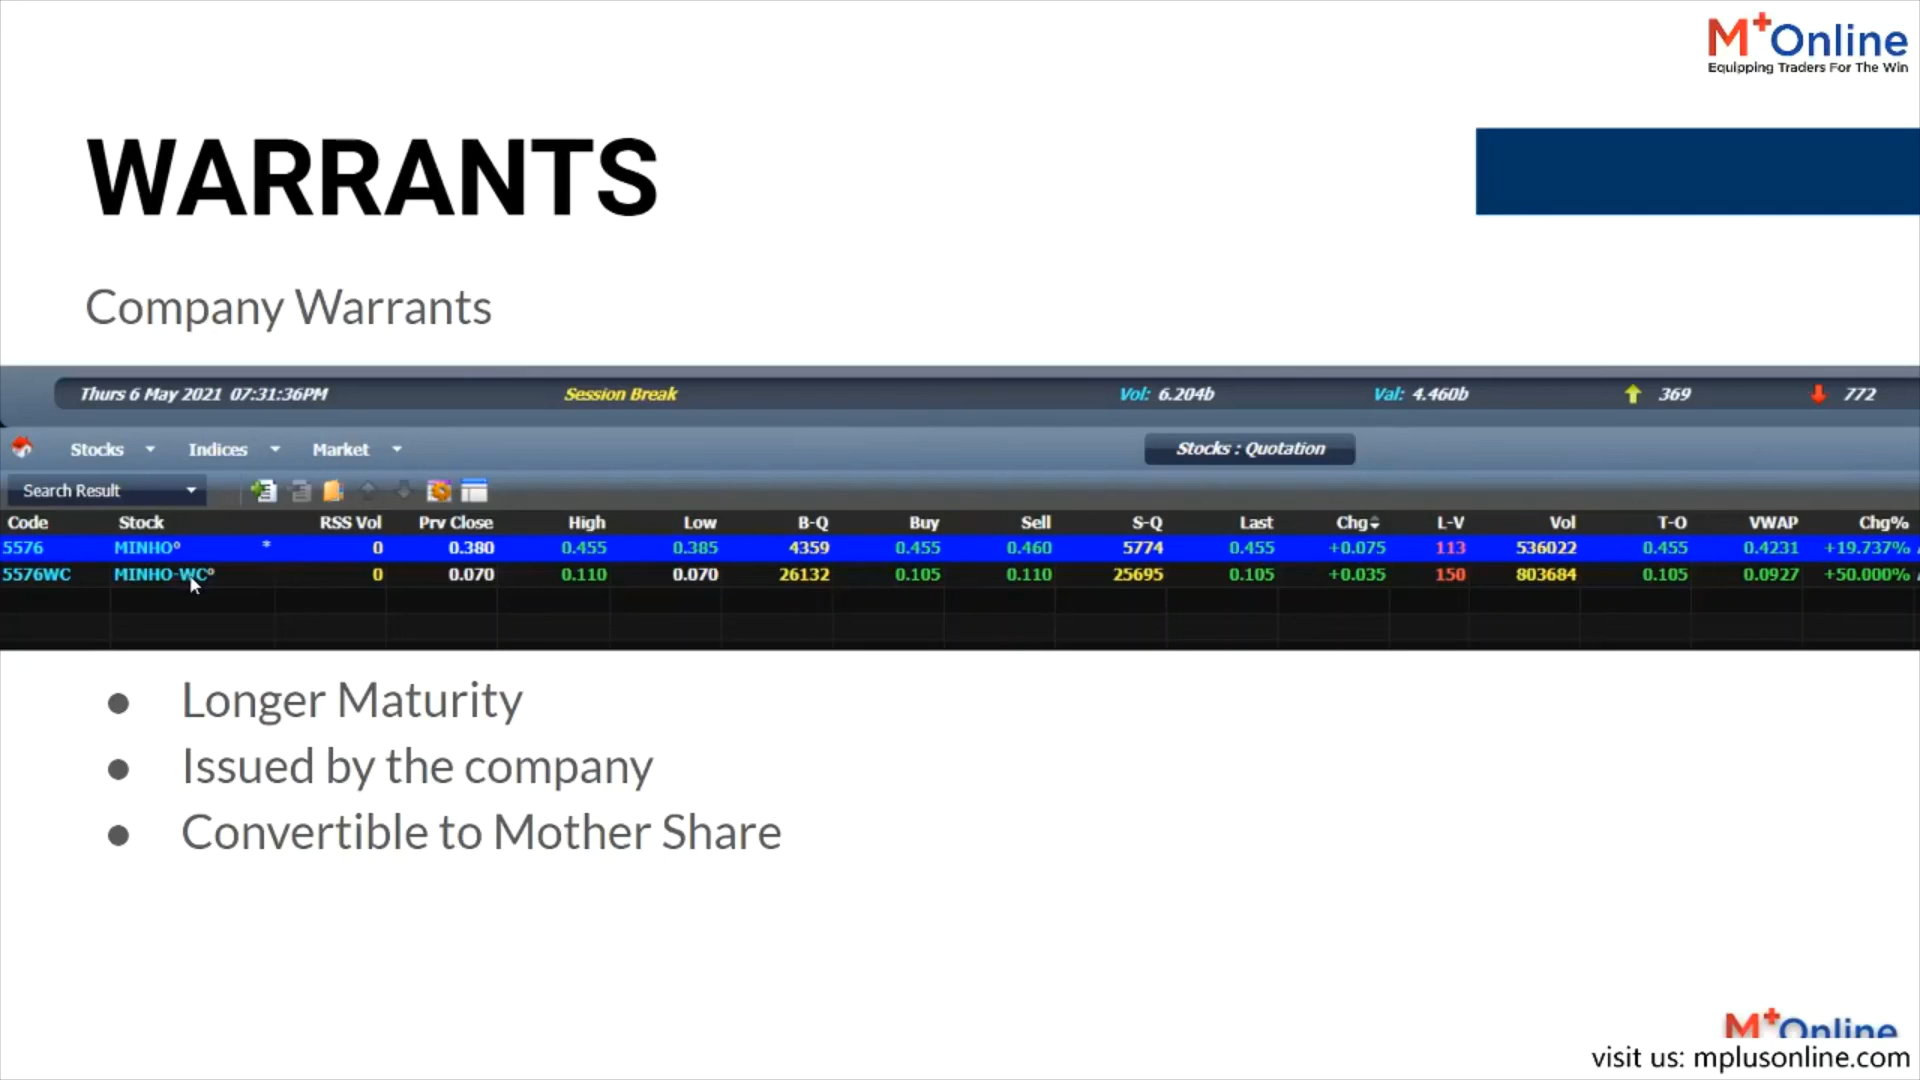 M+Online
Equipping Traders For The Win
WARRANTS
Company Warrants
Thurs 6 May 2021 07:31:36PM Session Break Vol: 6.204b Val: 4.460b 369 772
Stocks Indices Market Stocks : Quotation
Search Result
Code Stock RSS Vol Prv Close High Low B-Q Buy Sell S-Q Last Chg L-V Vol T-O VWAP Chg%
5576 MINHO° * 0 0.380 0.455 0.385 4359 0.455 0.460 5774 0.455 +0.075 113 536022 0.455 0.4231 +19.737%
5576WC MINHO-WC° 0 0.070 0.110 0.070 26132 0.105 0.110 25695 0.105 +0.035 150 803684 0.105 0.0927 +50.000%
● Longer Maturity
● Issued by the company
● Convertible to Mother Share
M+Online
visit us: mplusonline.com